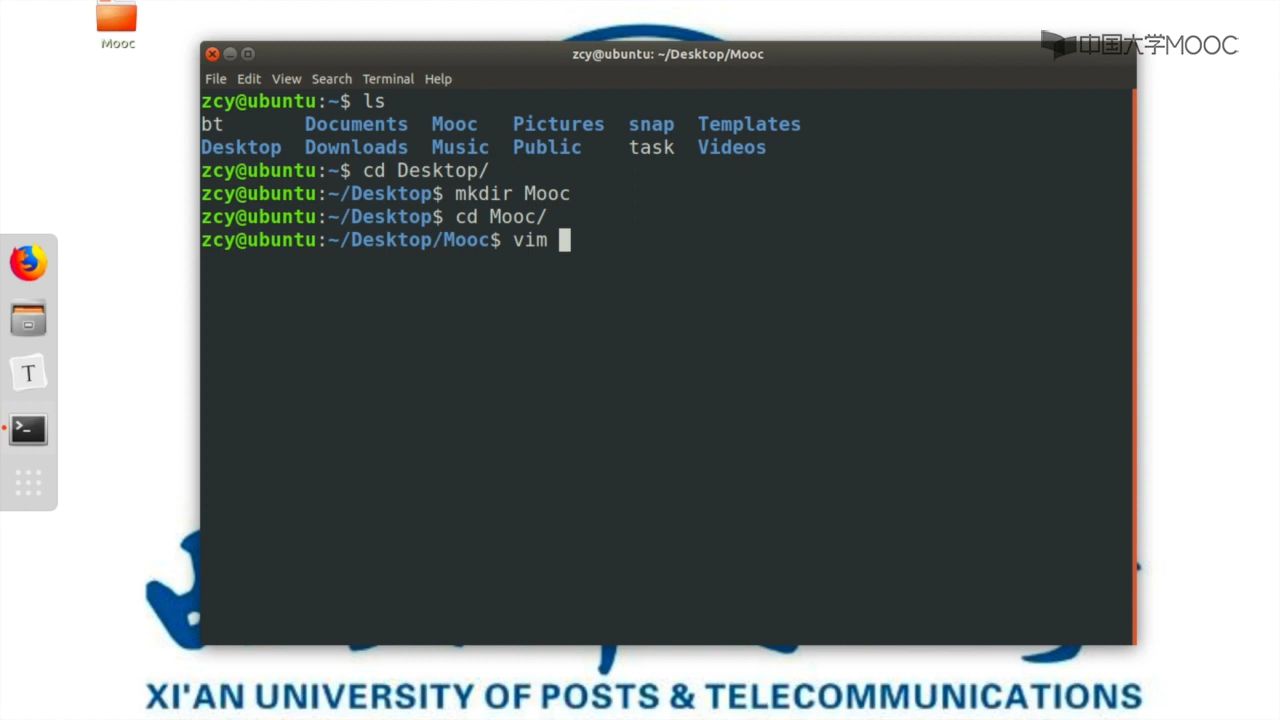 Mooc
zcy@ubuntu: ~/Desktop/Mooc
中国大学MOOC
File Edit View Search Terminal Help
zcy@ubuntu:~$ ls
bt Documents Mooc Pictures snap Templates
Desktop Downloads Music Public task Videos
zcy@ubuntu:~$ cd Desktop/
zcy@ubuntu:~/Desktop$ mkdir Mooc
zcy@ubuntu:~/Desktop$ cd Mooc/
zcy@ubuntu:~/Desktop/Mooc$ vim
T
XI'AN UNIVERSITY OF POSTS & TELECOMMUNICATIONS